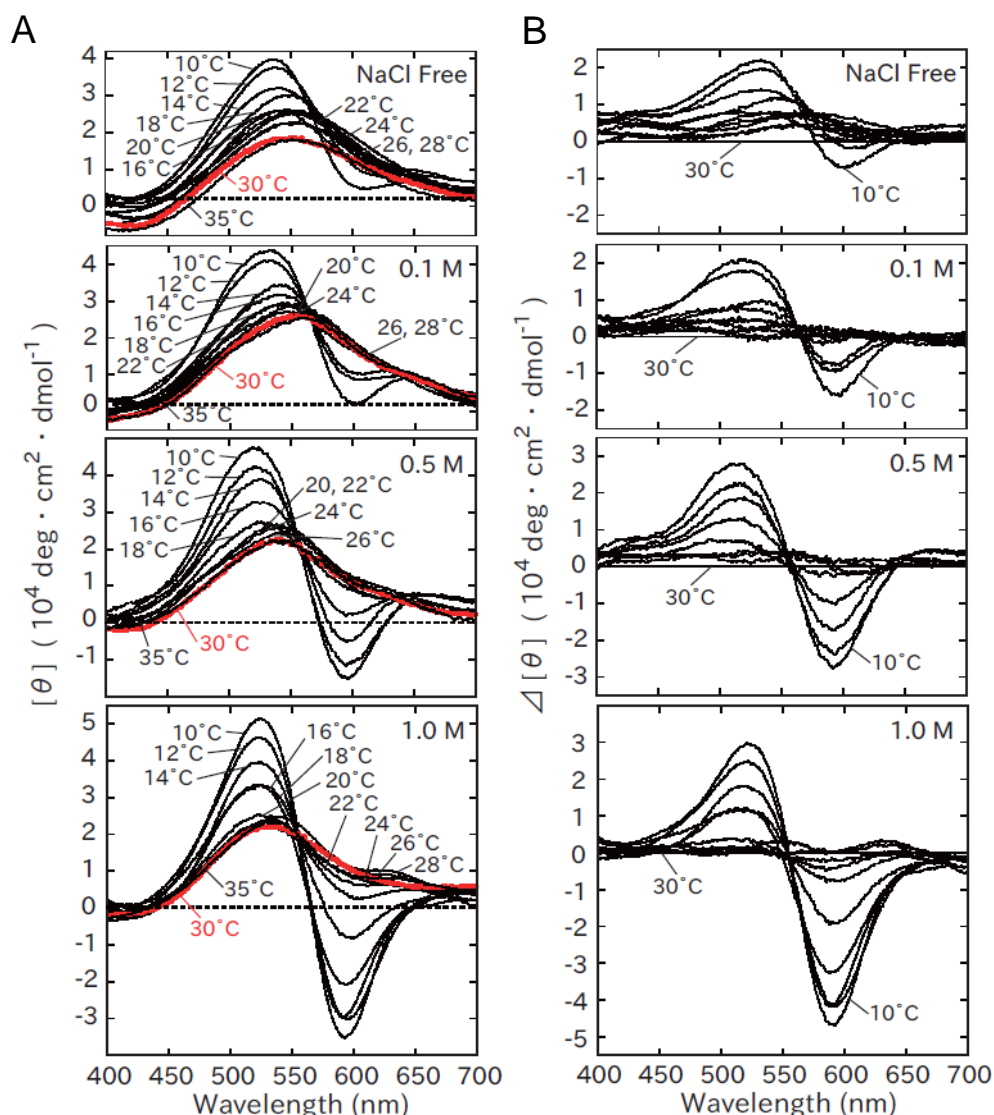 A
B
[θ] (10⁴ deg・cm²・dmol⁻¹)
NaCl Free
4
3
2
1
0
10˚C
12˚C
14˚C
18˚C
20˚C
16˚C
22˚C
24˚C
26, 28˚C
30˚C
35˚C
0.1 M
4
3
2
1
0
10˚C
12˚C
14˚C
16˚C
18˚C
22˚C
20˚C
24˚C
26, 28˚C
30˚C
35˚C
0.5 M
4
3
2
1
0
-1
10˚C
12˚C
14˚C
16˚C
18˚C
20, 22˚C
24˚C
26˚C
35˚C
30˚C
1.0 M
5
4
3
2
1
0
-1
-2
-3
10˚C
12˚C
14˚C
16˚C
18˚C
20˚C
22˚C
24˚C
26˚C
28˚C
35˚C
30˚C
400 450 500 550 600 650 700
Wavelength (nm)
⊿ [θ] (10⁴ deg・cm²・dmol⁻¹)
NaCl Free
2
1
0
-1
-2
30˚C
10˚C
0.1 M
2
1
0
-1
-2
30˚C
10˚C
0.5 M
3
2
1
0
-1
-2
-3
30˚C
10˚C
1.0 M
3
2
1
0
-1
-2
-3
-4
-5
30˚C
10˚C
400 450 500 550 600 650 700
Wavelength (nm)